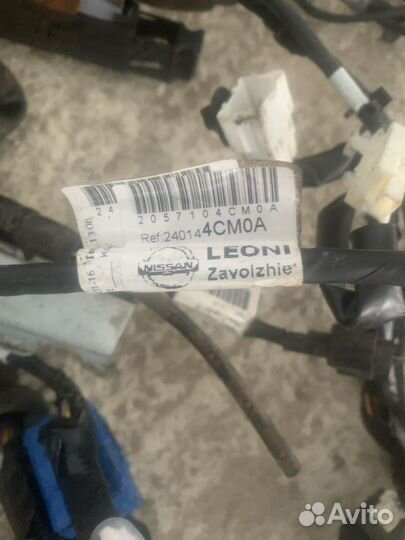 24
2057104CM0A
Ref 240144CM0A
NISSAN
LEONI
Zavolzhie
Avito